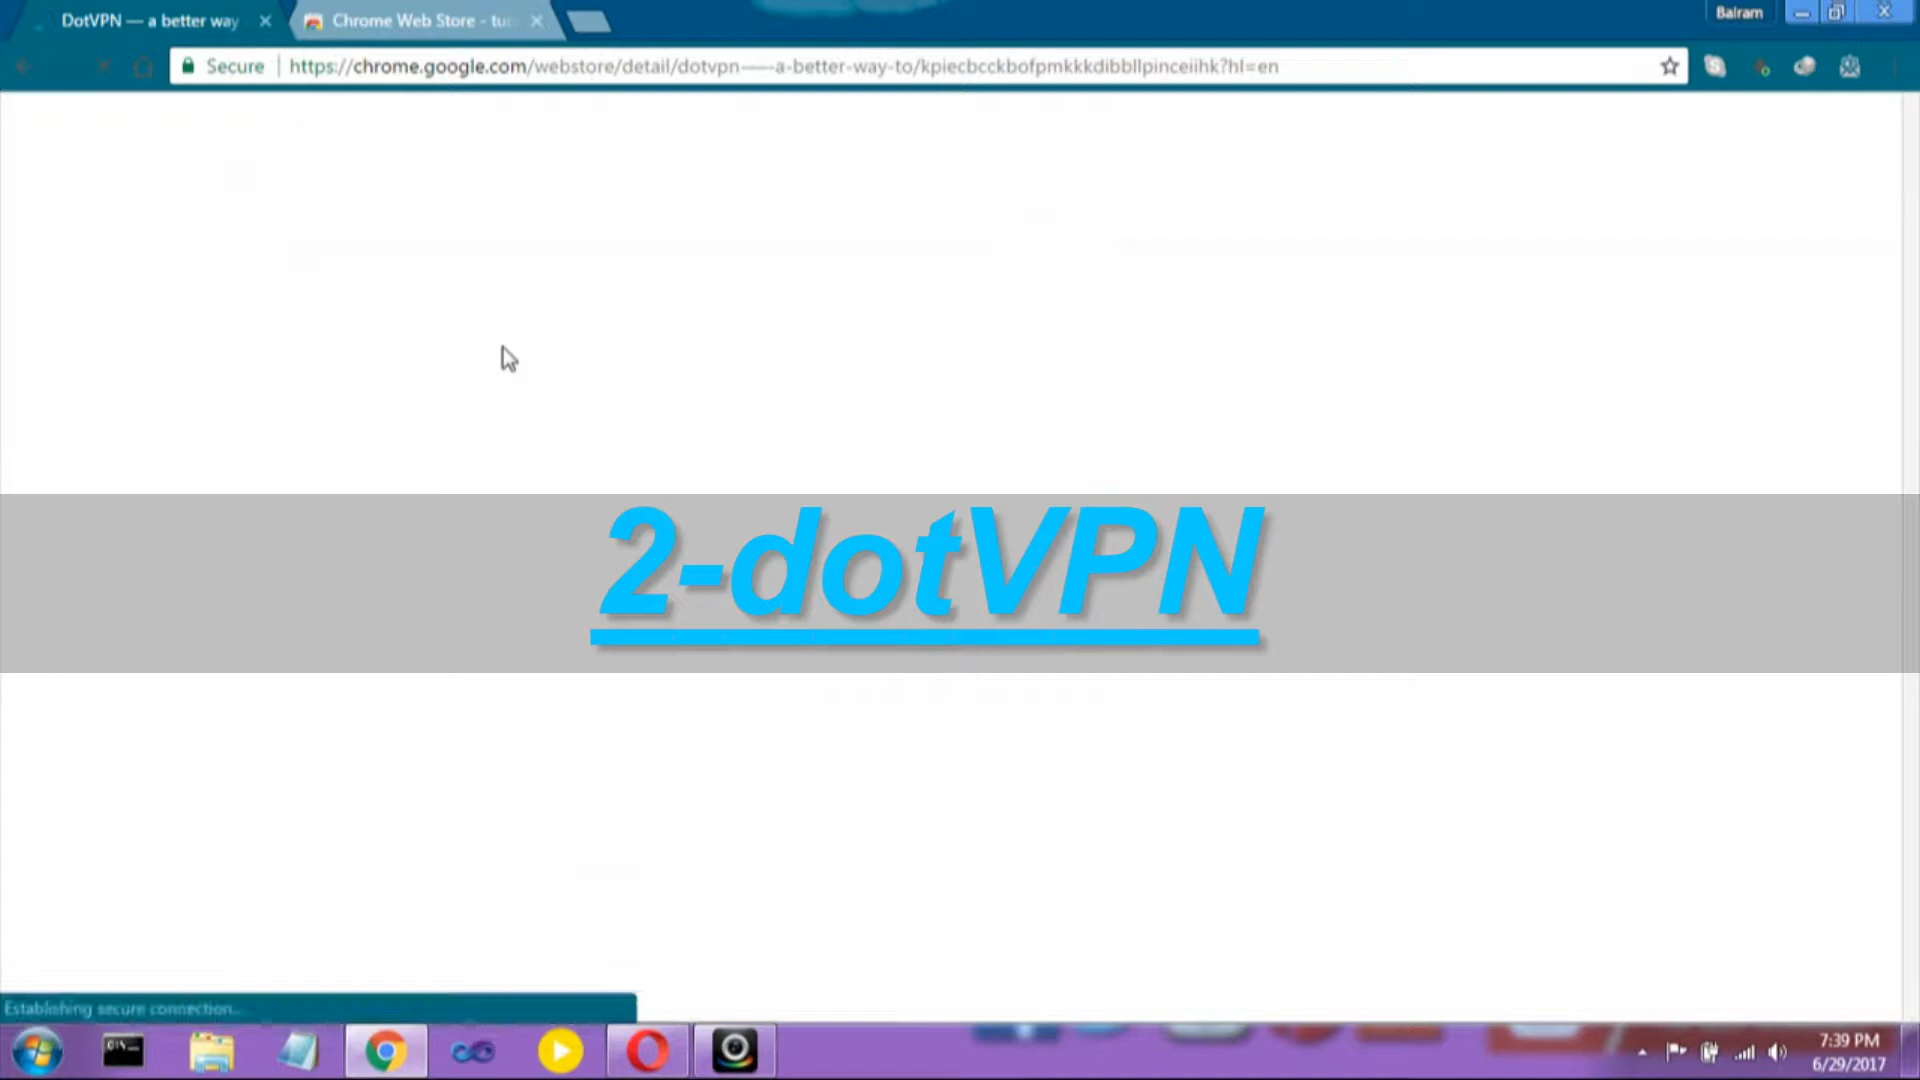 DotVPN — a better way
Chrome Web Store - tu
Balram
Secure
https://chrome.google.com/webstore/detail/dotvpn-—-a-better-way-to/kpiecbcckbofpmkkkdibbllpinceiihk?hl=en
2-dotVPN
Establishing secure connection...
7:39 PM
6/29/2017